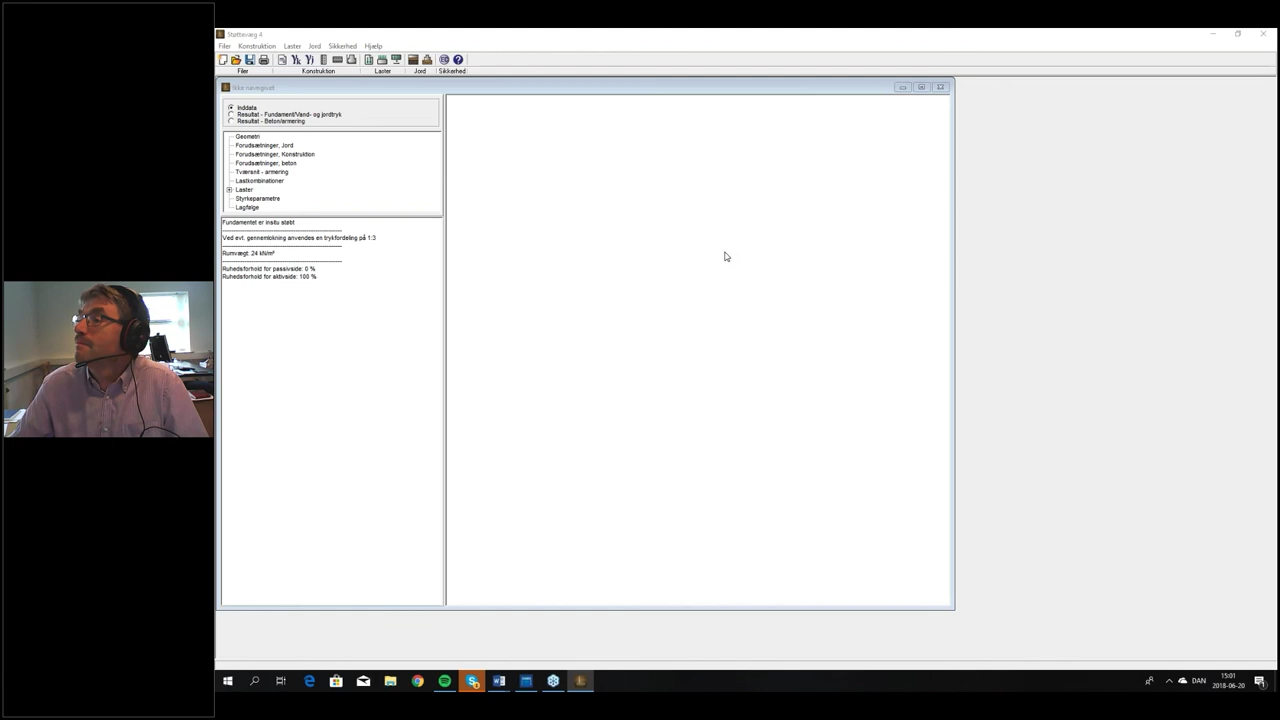 Støttevæg 4
Filer Konstruktion Laster Jord Sikkerhed Hjælp
Filer Konstruktion Laster Jord Sikkerhed
Ikke navngivet
Inddata
Resultat - Fundament/Vand- og jordtryk
Resultat - Beton/armering
Geometri
Forudsætninger, Jord
Forudsætninger, Konstruktion
Forudsætninger, beton
Tværsnit - armering
Lastkombinationer
Laster
Styrkeparametre
Lagfølge
Fundamentet er insitu støbt
Ved evt. gennemlokning anvendes en trykfordeling på 1:3
Rumvægt: 24 kN/m³
Ruhedsforhold for passivside: 0 %
Ruhedsforhold for aktivside: 100 %
DAN
15:01
2018-06-20